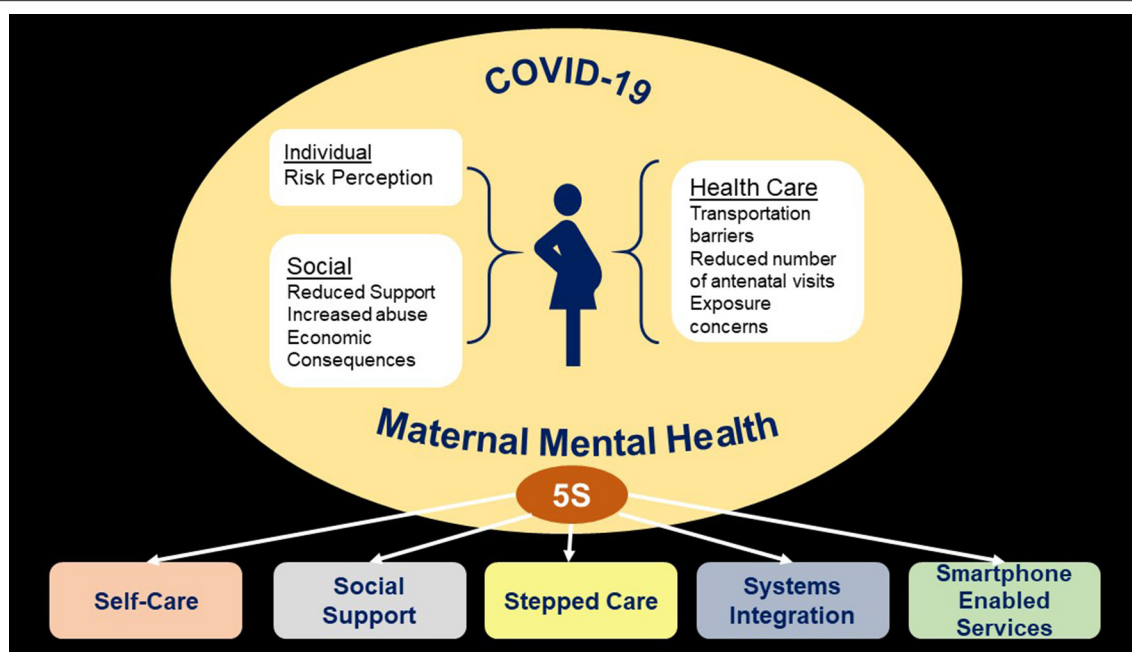 COVID-19
Individual
Risk Perception
Social
Reduced Support
Increased abuse
Economic
Consequences
Health Care
Transportation
barriers
Reduced number
of antenatal visits
Exposure
concerns
Maternal Mental Health
5S
Self-Care
Social
Support
Stepped Care
Systems
Integration
Smartphone
Enabled
Services